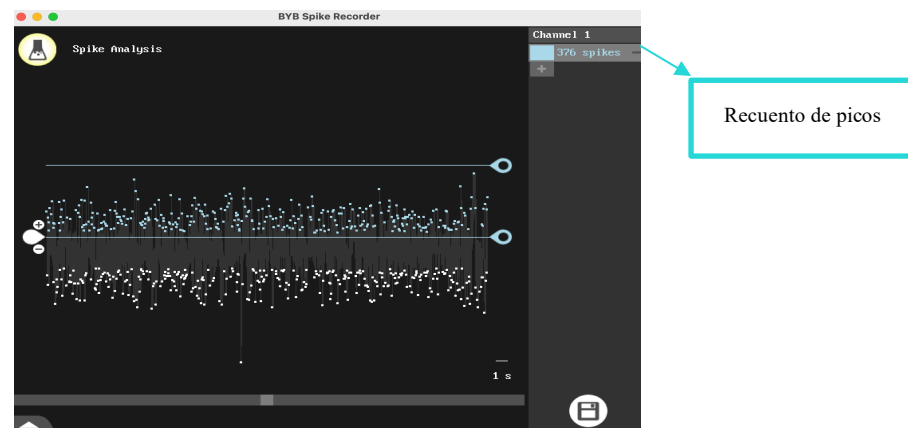 BYB Spike Recorder
Spike Analysis
Channel 1
376 spikes
Recuento de picos
1 s